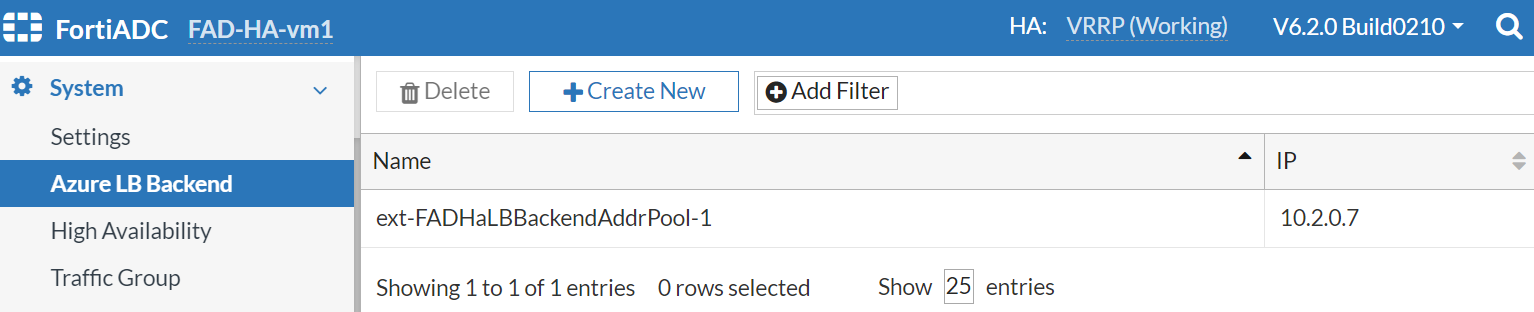 FortiADC FAD-HA-vm1 HA: VRRP (Working) V6.2.0 Build0210
System
Settings
Azure LB Backend
High Availability
Traffic Group
Delete Create New Add Filter
Name IP
ext-FADHaLBBackendAddrPool-1 10.2.0.7
Showing 1 to 1 of 1 entries 0 rows selected Show 25 entries